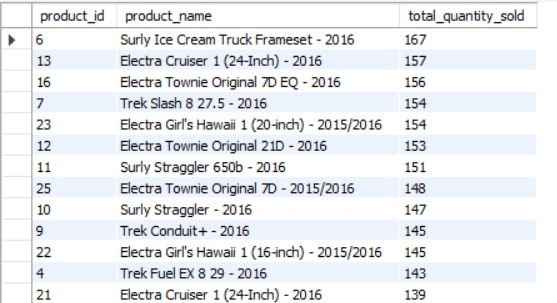 product_id product_name total_quantity_sold
6 Surly Ice Cream Truck Frameset - 2016 167
13 Electra Cruiser 1 (24-Inch) - 2016 157
16 Electra Townie Original 7D EQ - 2016 156
7 Trek Slash 8 27.5 - 2016 154
23 Electra Girl's Hawaii 1 (20-inch) - 2015/2016 154
12 Electra Townie Original 21D - 2016 153
11 Surly Straggler 650b - 2016 151
25 Electra Townie Original 7D - 2015/2016 148
10 Surly Straggler - 2016 147
9 Trek Conduit+ - 2016 145
22 Electra Girl's Hawaii 1 (16-inch) - 2015/2016 145
4 Trek Fuel EX 8 29 - 2016 143
21 Electra Cruiser 1 (24-Inch) - 2016 139